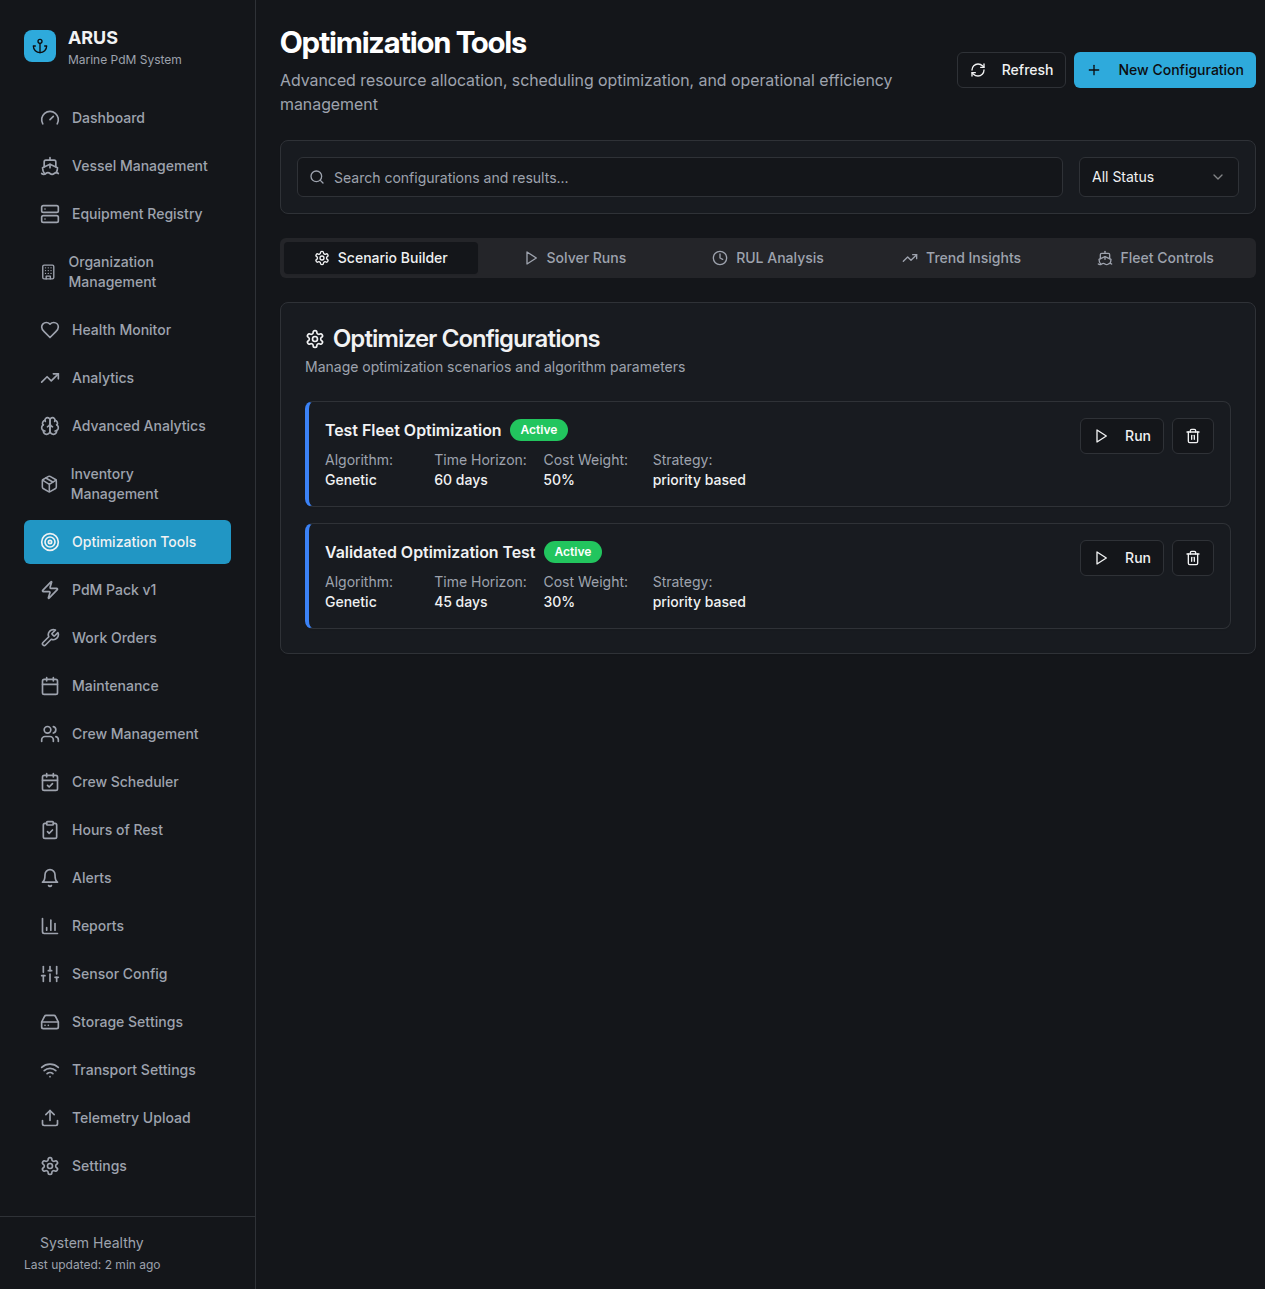 ARUS
Marine PdM System
Dashboard
Vessel Management
Equipment Registry
Organization
Management
Health Monitor
Analytics
Advanced Analytics
Inventory
Management
Optimization Tools
PdM Pack v1
Work Orders
Maintenance
Crew Management
Crew Scheduler
Hours of Rest
Alerts
Reports
Sensor Config
Storage Settings
Transport Settings
Telemetry Upload
Settings
System Healthy
Last updated: 2 min ago
Optimization Tools
Advanced resource allocation, scheduling optimization, and operational efficiency
management
Refresh
New Configuration
Search configurations and results...
All Status
Scenario Builder
Solver Runs
RUL Analysis
Trend Insights
Fleet Controls
Optimizer Configurations
Manage optimization scenarios and algorithm parameters
Test Fleet Optimization Active
Run
Algorithm: Time Horizon: Cost Weight: Strategy:
Genetic 60 days 50% priority based
Validated Optimization Test Active
Run
Algorithm: Time Horizon: Cost Weight: Strategy:
Genetic 45 days 30% priority based